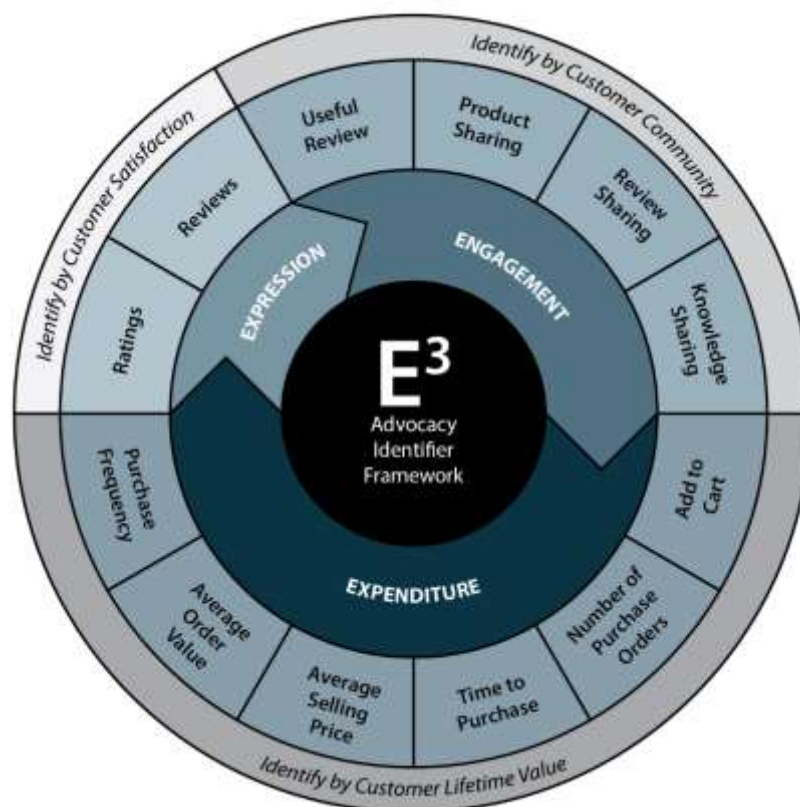 Identify by Customer Satisfaction
Identify by Customer Community
Useful
Review
Product
Sharing
Review
Sharing
Knowledge
Sharing
Reviews
Ratings
EXPRESSION
ENGAGEMENT
E³
Advocacy
Identifier
Framework
EXPENDITURE
Add to
Cart
Number of
Purchase
Orders
Time to
Purchase
Average
Selling
Price
Average
Order
Value
Purchase
Frequency
Identify by Customer Lifetime Value